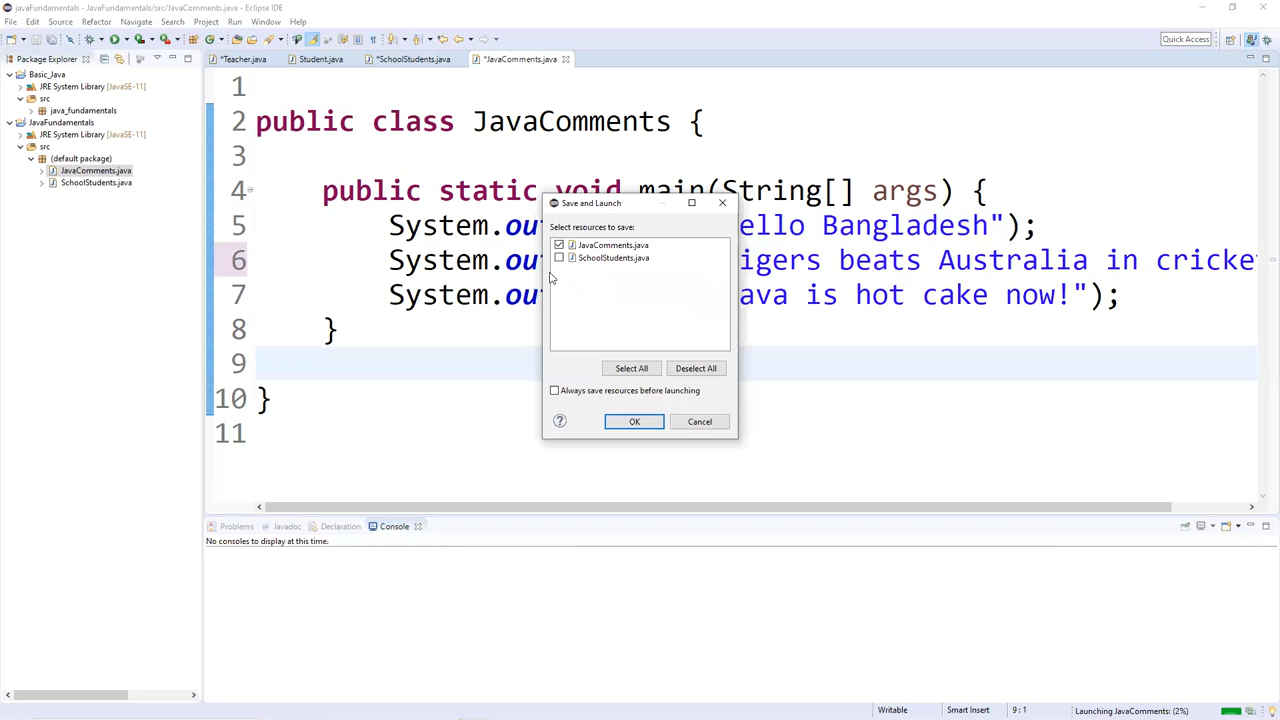 javaFundamentals - JavaFundamentals/src/JavaComments.java - Eclipse IDE
File Edit Source Refactor Navigate Search Project Run Window Help
Quick Access
Package Explorer
*Teacher.java Student.java *SchoolStudents.java *JavaComments.java
Basic_Java
JRE System Library [JavaSE-11]
src
java_fundamentals
JavaFundamentals
JRE System Library [JavaSE-11]
src
(default package)
JavaComments.java
SchoolStudents.java
1
2 public class JavaComments {
3
4 public static void main(String[] args) {
5 System.ou ello Bangladesh");
6 System.ou igers beats Australia in cricke
7 System.ou ava is hot cake now!");
8 }
9
10 }
11
Save and Launch
Select resources to save:
JavaComments.java
SchoolStudents.java
Select All Deselect All
Always save resources before launching
OK Cancel
Problems Javadoc Declaration Console
No consoles to display at this time.
Writable Smart Insert 9 : 1 Launching JavaComments: (2%)